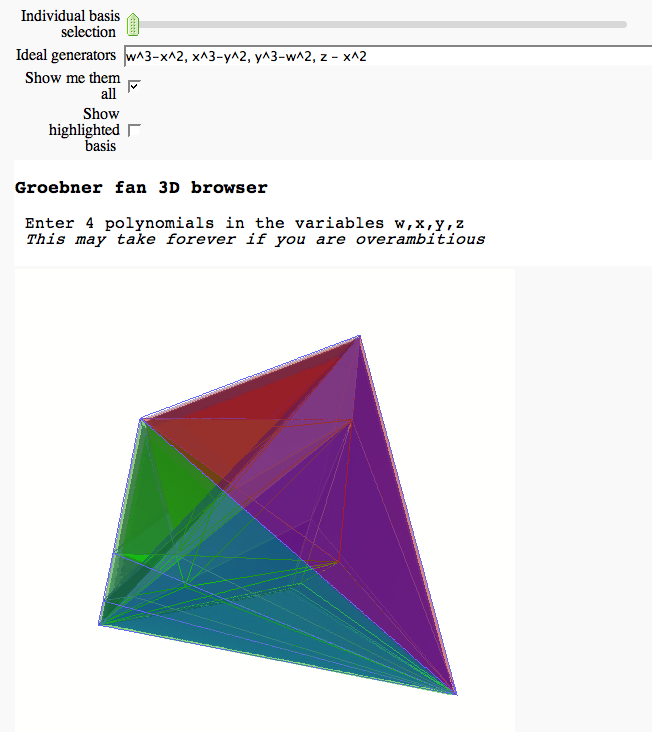 Individual basis
selection
Ideal generators w^3-x^2, x^3-y^2, y^3-w^2, z - x^2
Show me them
all
Show
highlighted
basis
Groebner fan 3D browser
Enter 4 polynomials in the variables w,x,y,z
This may take forever if you are overambitious